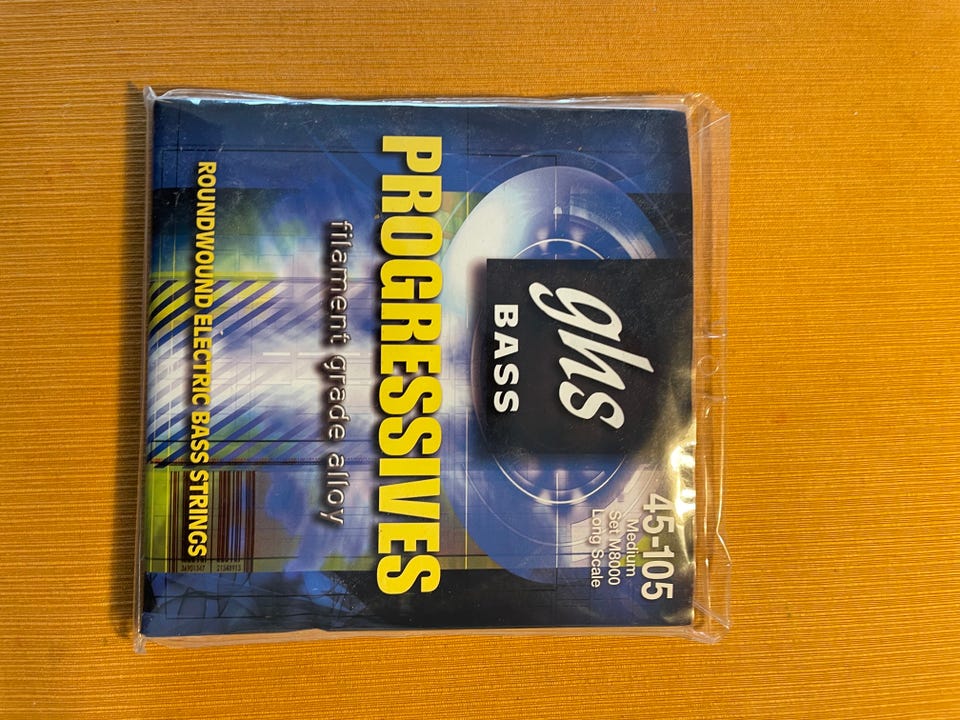 45-105
Medium
Set M8000
Long Scale
ghs
BASS
PROGRESSIVES
filament grade alloy
ROUNDWOUND ELECTRIC BASS STRINGS